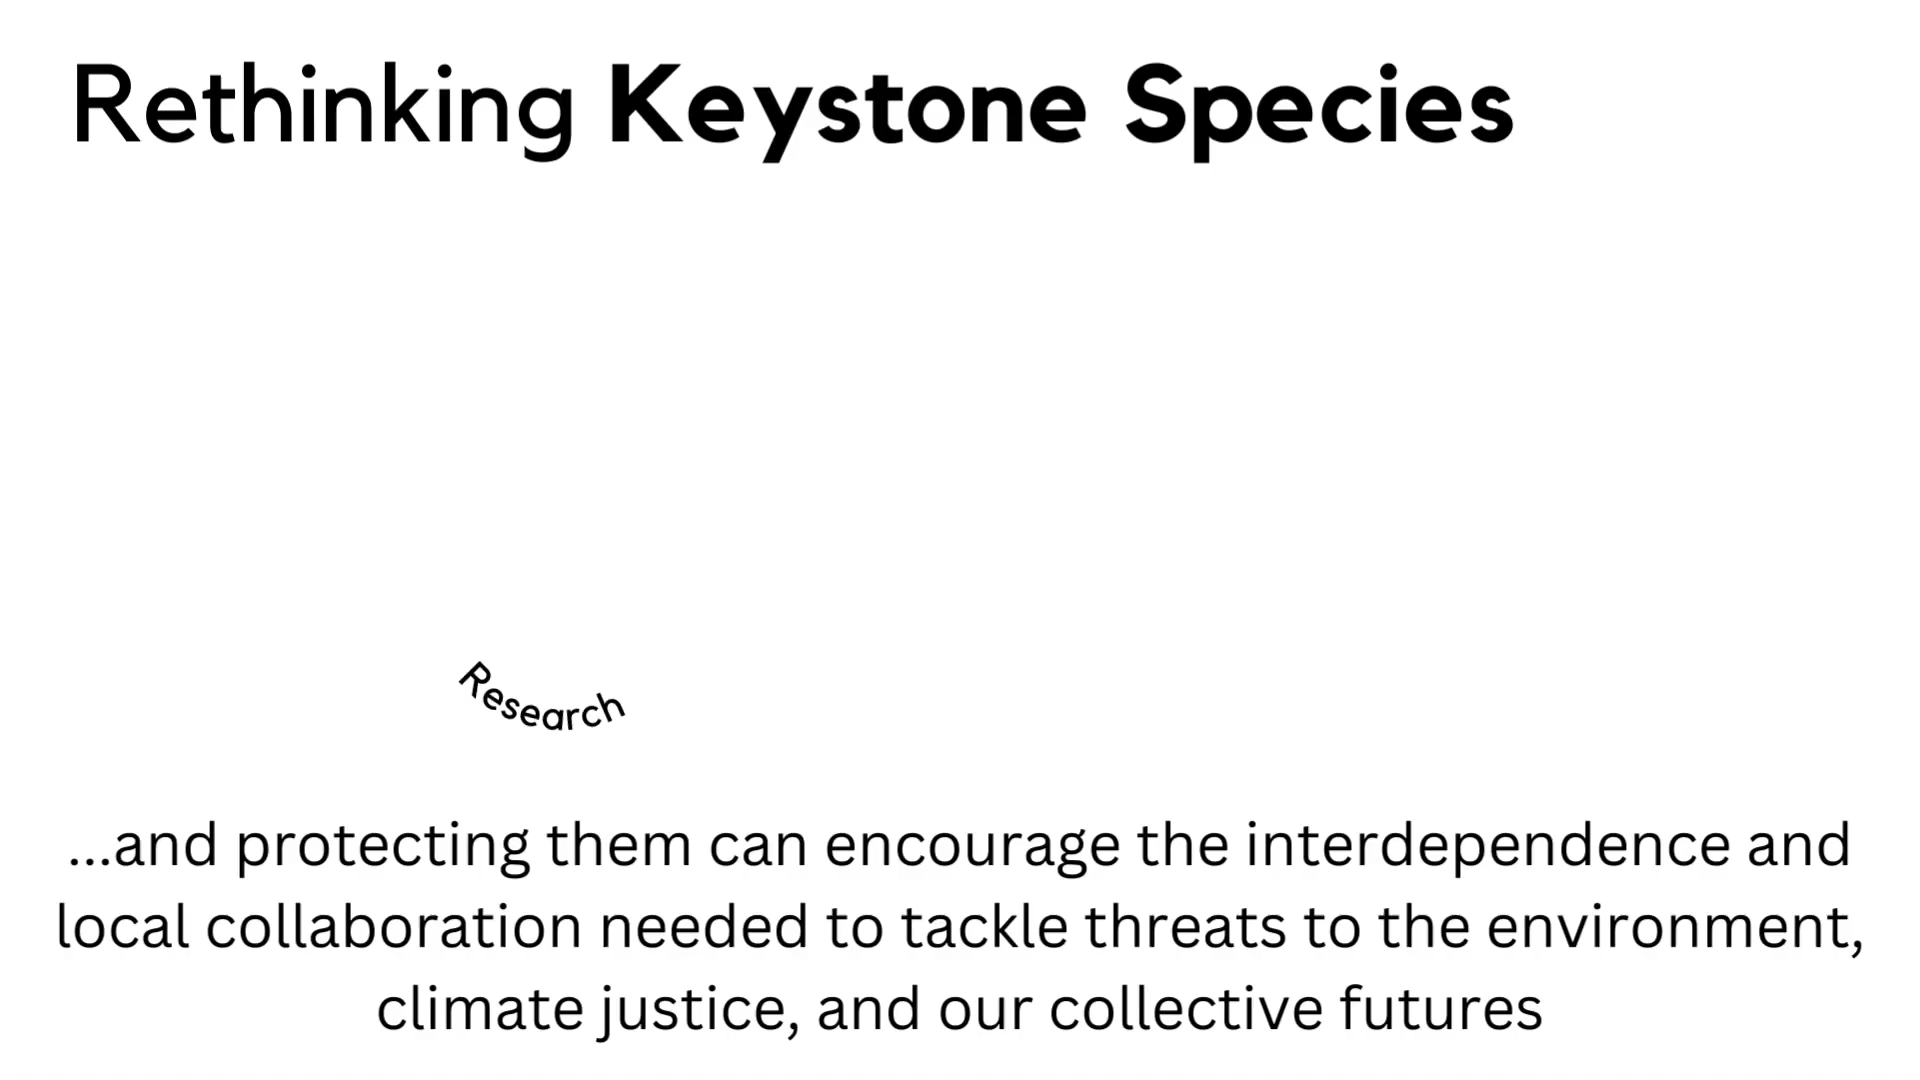 Rethinking Keystone Species
Research
...and protecting them can encourage the interdependence and
local collaboration needed to tackle threats to the environment,
climate justice, and our collective futures